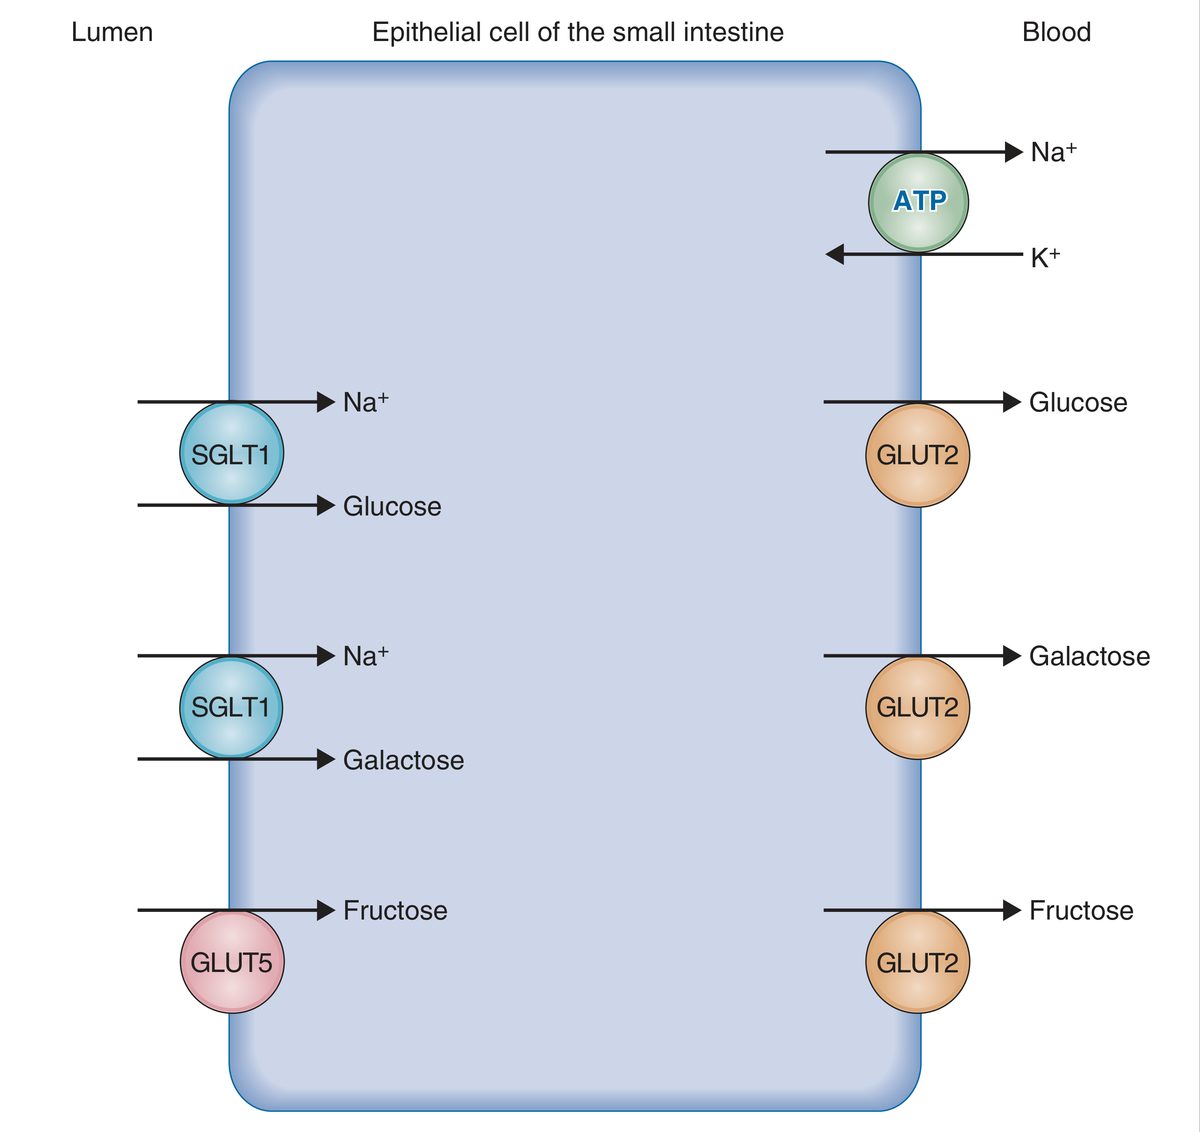 Lumen
Epithelial cell of the small intestine
Blood
Na⁺
ATP
K⁺
Na⁺
SGLT1
Glucose
Glucose
GLUT2
Na⁺
SGLT1
Galactose
Galactose
GLUT2
Fructose
GLUT5
Fructose
GLUT2